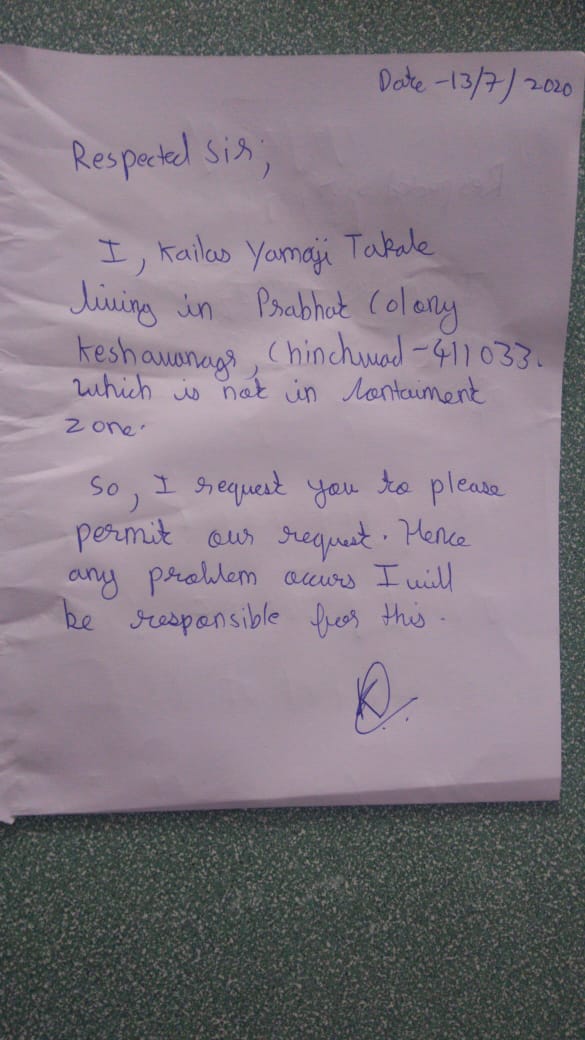 Date -13/7/2020
Respected Sir,
I, Kailas Yamaji Takale
living in Prabhat Colony
Keshavnagr, Chinchwad-411033.
which is not in Contaiment
zone.
So, I request you to please
permit our request. Hence
any problem occurs I will
be responsible for this.